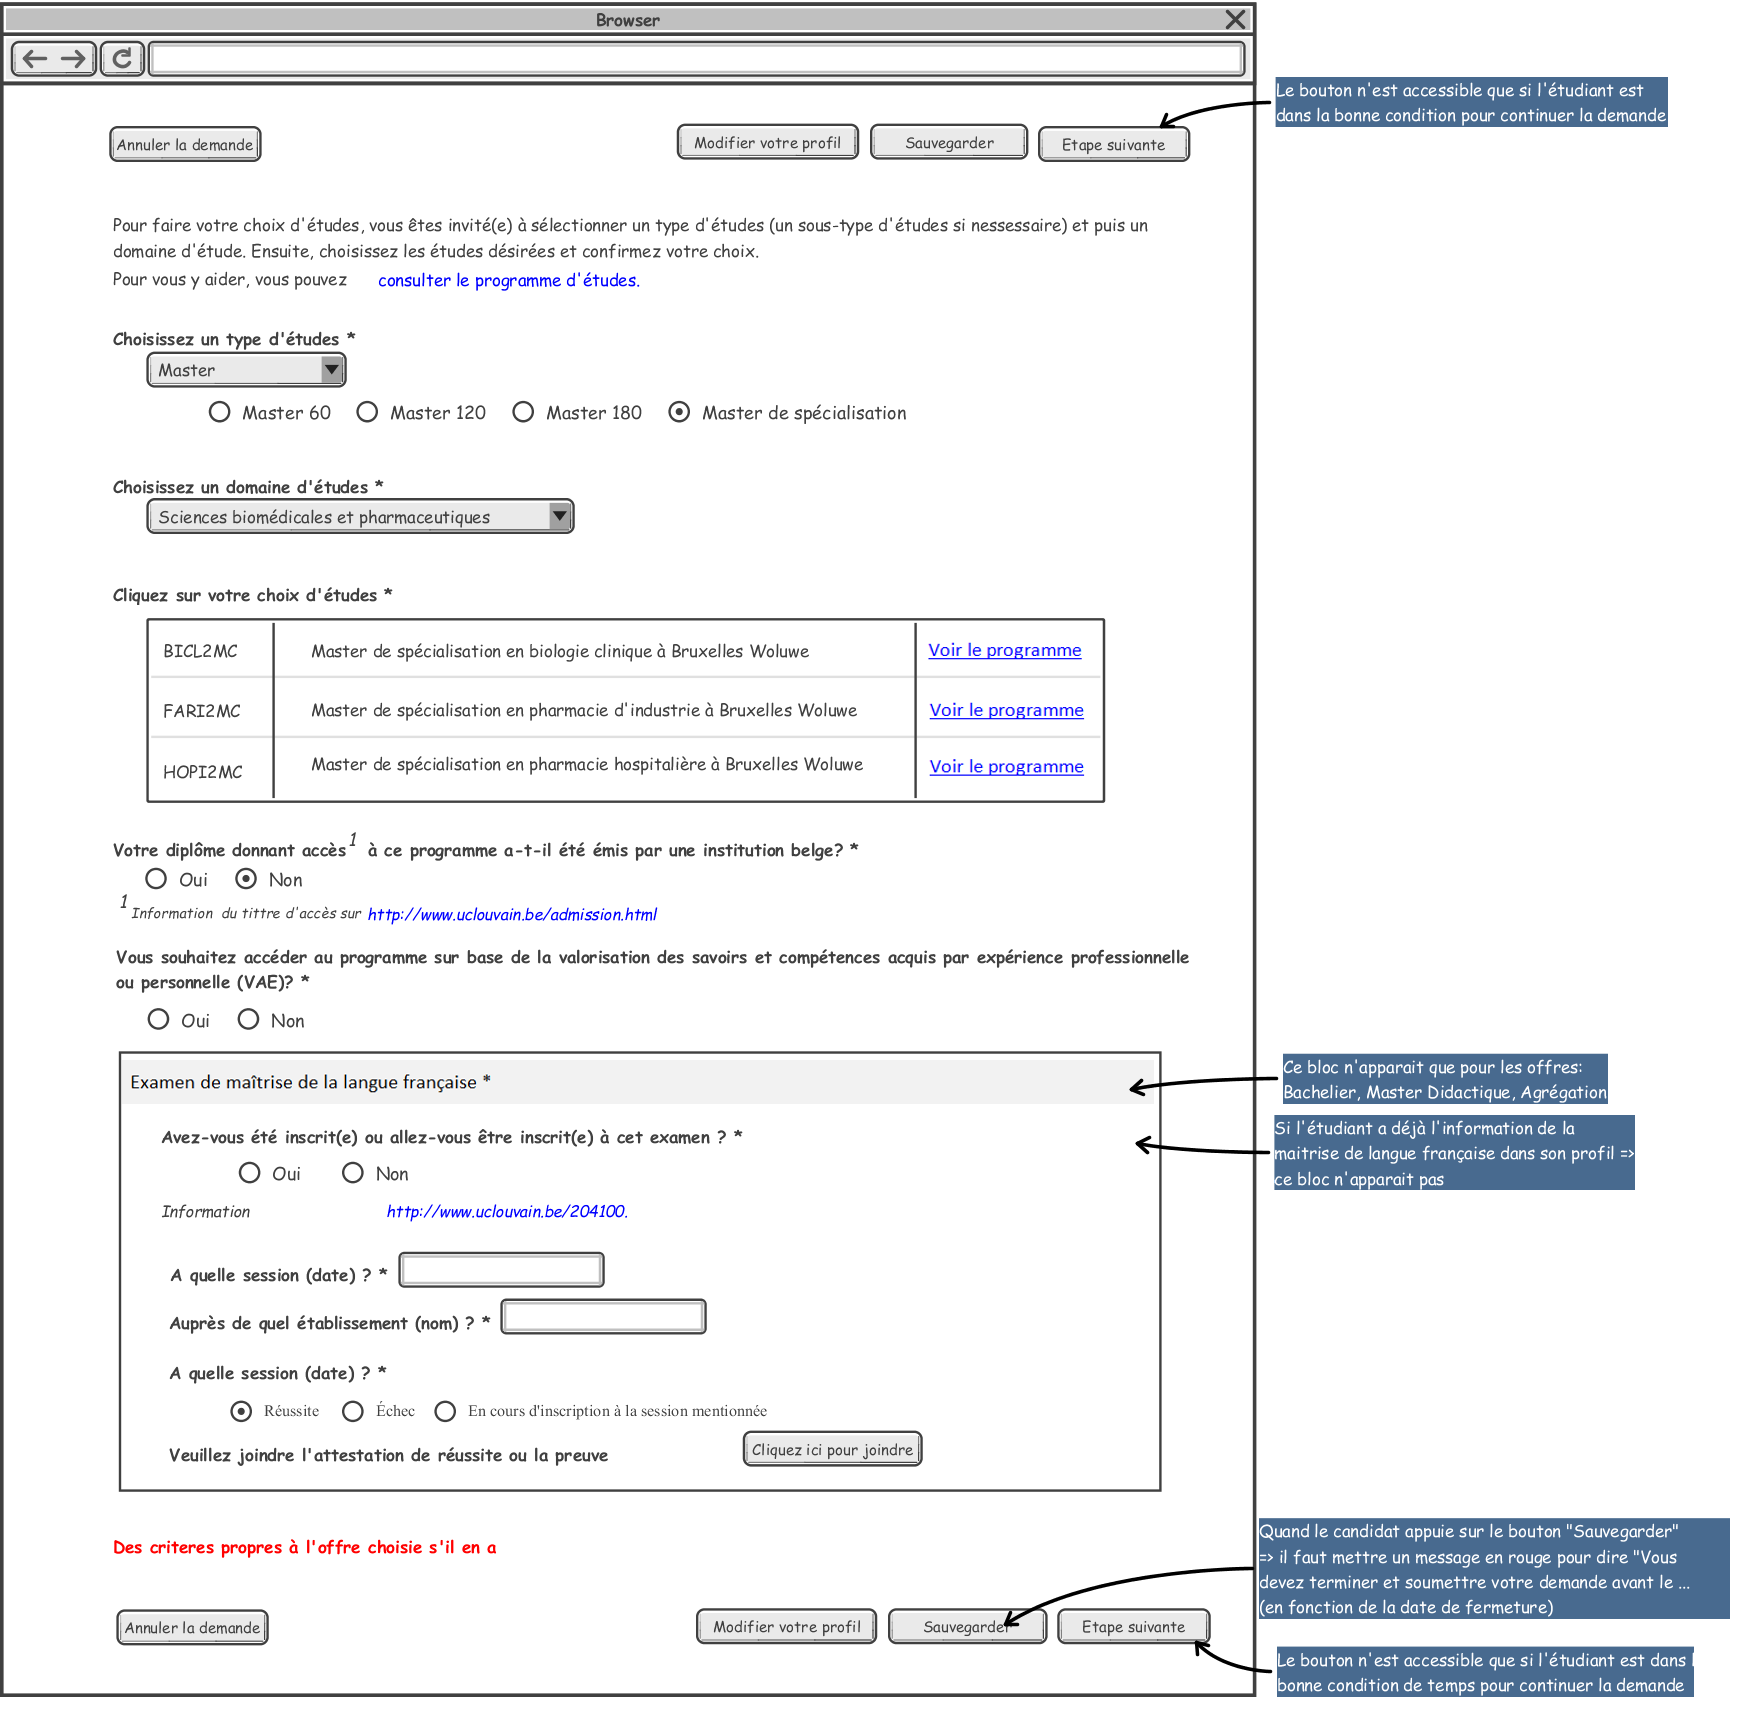 Browser
Le bouton n'est accessible que si l'étudiant est
dans la bonne condition pour continuer la demande
Annuler la demande
Modifier votre profil
Sauvegarder
Etape suivante
Pour faire votre choix d'études, vous êtes invité(e) à sélectionner un type d'études (un sous-type d'études si nessessaire) et puis un
domaine d'étude. Ensuite, choisissez les études désirées et confirmez votre choix.
Pour vous y aider, vous pouvez consulter le programme d'études.
Choisissez un type d'études *
Master
Master 60 Master 120 Master 180 Master de spécialisation
Choisissez un domaine d'études *
Sciences biomédicales et pharmaceutiques
Cliquez sur votre choix d'études *
BICL2MC Master de spécialisation en biologie clinique à Bruxelles Woluwe Voir le programme
FARI2MC Master de spécialisation en pharmacie d'industrie à Bruxelles Woluwe Voir le programme
HOPI2MC Master de spécialisation en pharmacie hospitalière à Bruxelles Woluwe Voir le programme
Votre diplôme donnant accès 1 à ce programme a-t-il été émis par une institution belge? *
Oui Non
1 Information du tittre d'accès sur http://www.uclouvain.be/admission.html
Vous souhaitez accéder au programme sur base de la valorisation des savoirs et compétences acquis par expérience professionnelle
ou personnelle (VAE)? *
Oui Non
Examen de maîtrise de la langue française *
Ce bloc n'apparait que pour les offres:
Bachelier, Master Didactique, Agrégation
Avez-vous été inscrit(e) ou allez-vous être inscrit(e) à cet examen ? *
Si l'étudiant a déjà l'information de la
maitrise de langue française dans son profil =>
ce bloc n'apparait pas
Oui Non
Information http://www.uclouvain.be/204100.
A quelle session (date) ? *
Auprès de quel établissement (nom) ? *
A quelle session (date) ? *
Réussite Échec En cours d'inscription à la session mentionnée
Veuillez joindre l'attestation de réussite ou la preuve
Cliquez ici pour joindre
Des criteres propres à l'offre choisie s'il en a
Quand le candidat appuie sur le bouton "Sauvegarder"
=> il faut mettre un message en rouge pour dire "Vous
devez terminer et soumettre votre demande avant le ...
(en fonction de la date de fermeture)
Annuler la demande
Modifier votre profil
Sauvegarder
Etape suivante
Le bouton n'est accessible que si l'étudiant est dans l
bonne condition de temps pour continuer la demande